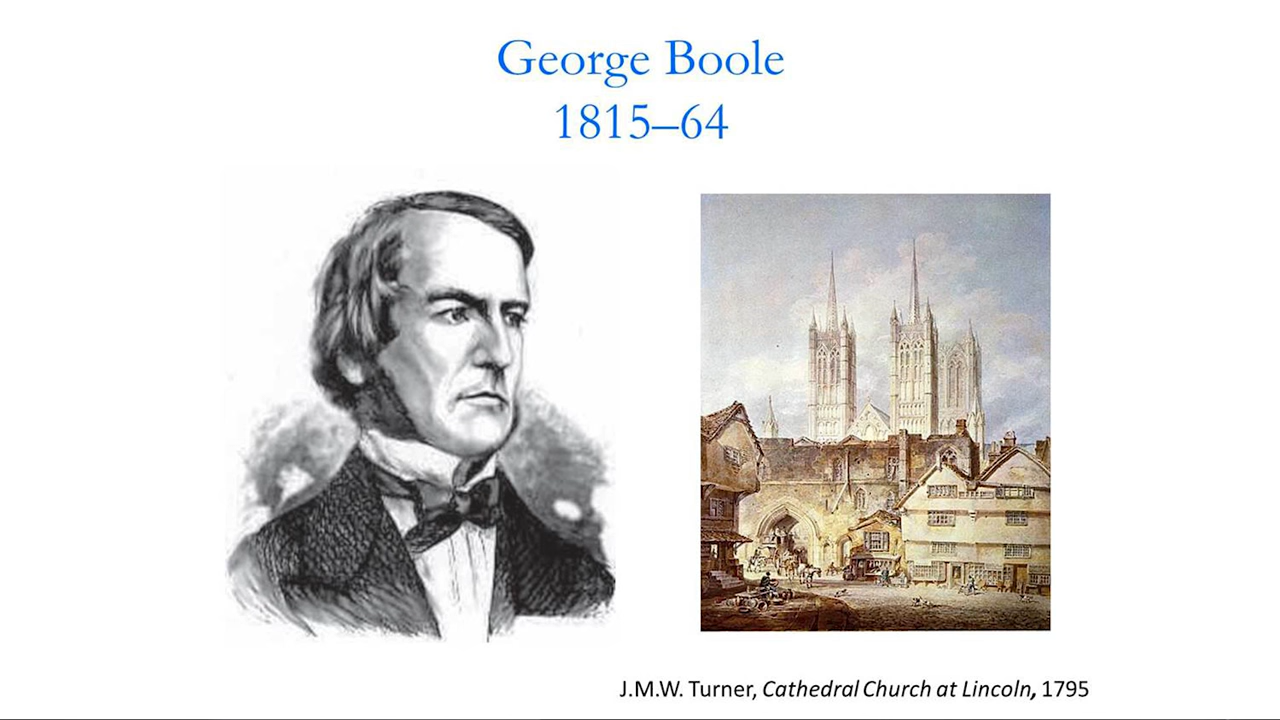 George Boole
1815–64
J.M.W. Turner, Cathedral Church at Lincoln, 1795